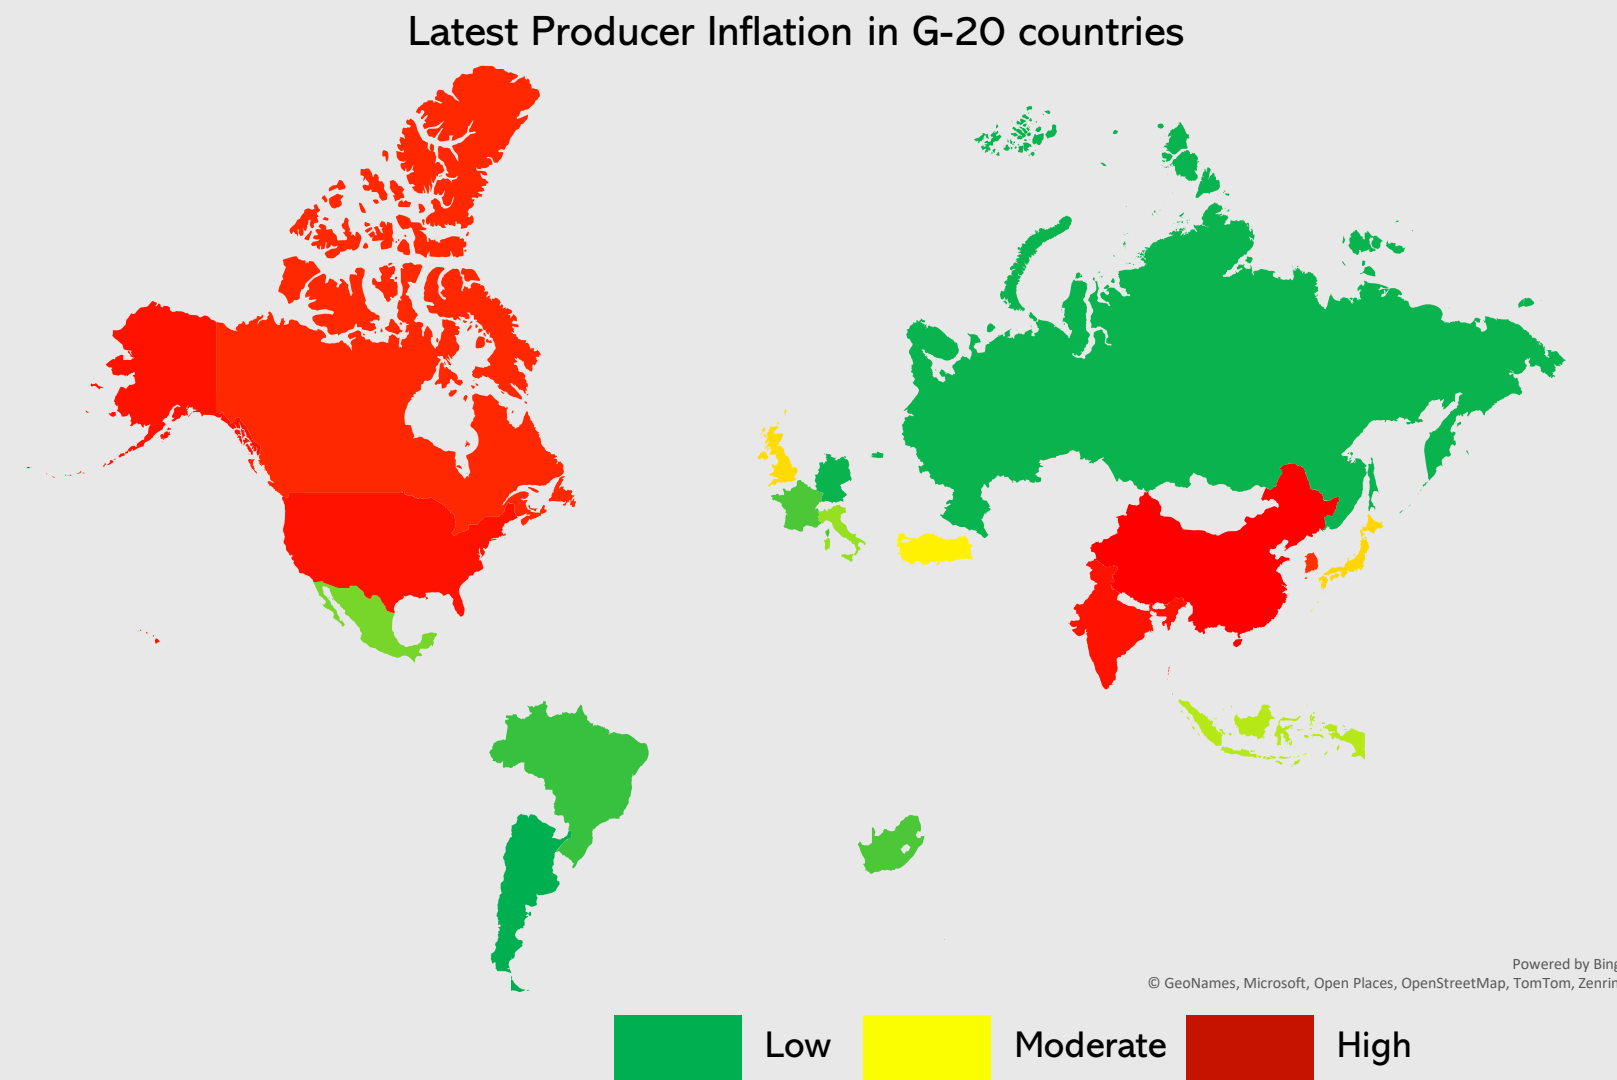 Latest Producer Inflation in G-20 countries
Powered by Bing
© GeoNames, Microsoft, Open Places, OpenStreetMap, TomTom, Zenrin
Low
Moderate
High